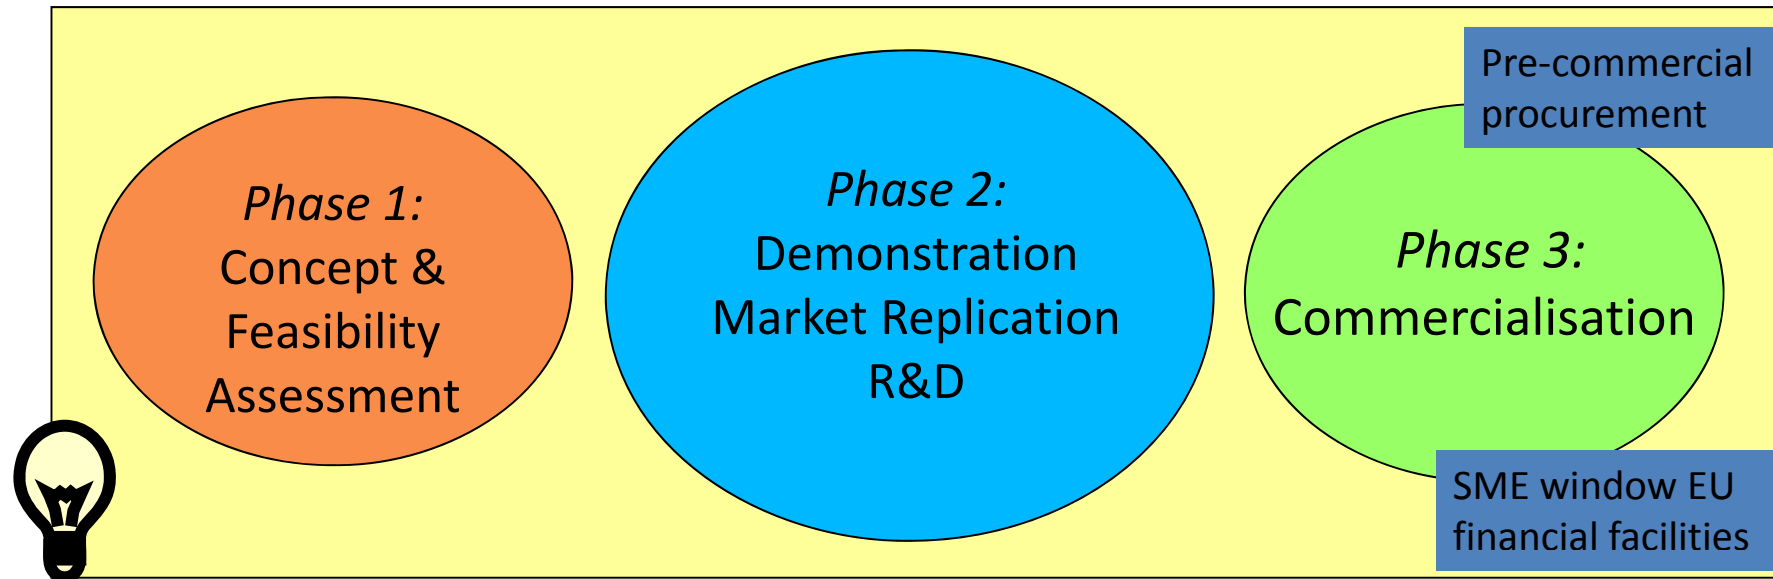 Phase 1:
Concept &
Feasibility
Assessment
Phase 2:
Demonstration
Market Replication
R&D
Pre-commercial
procurement
Phase 3:
Commercialisation
SME window EU
financial facilities